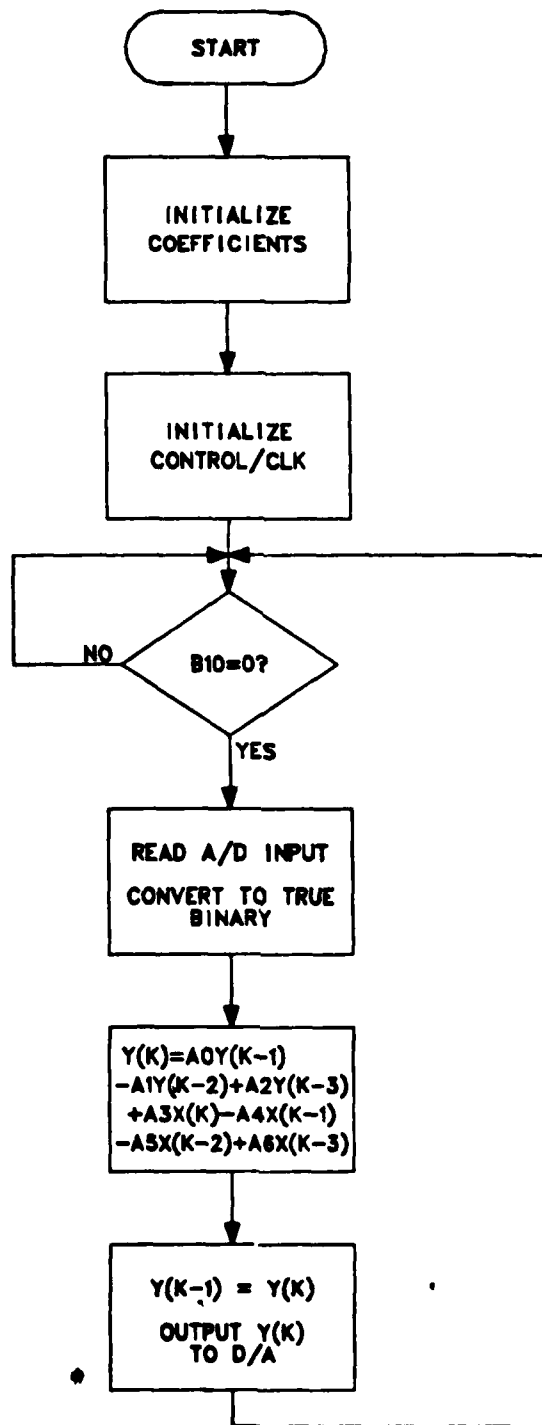 START
INITIALIZE
COEFFICIENTS
INITIALIZE
CONTROL/CLK
NO
B10=0?
YES
READ A/D INPUT
CONVERT TO TRUE
BINARY
Y(K)=A0Y(K-1)
-A1Y(K-2)+A2Y(K-3)
+A3X(K)-A4X(K-1)
-A5X(K-2)+A6X(K-3)
Y(K-1) = Y(K)
OUTPUT Y(K)
TO D/A